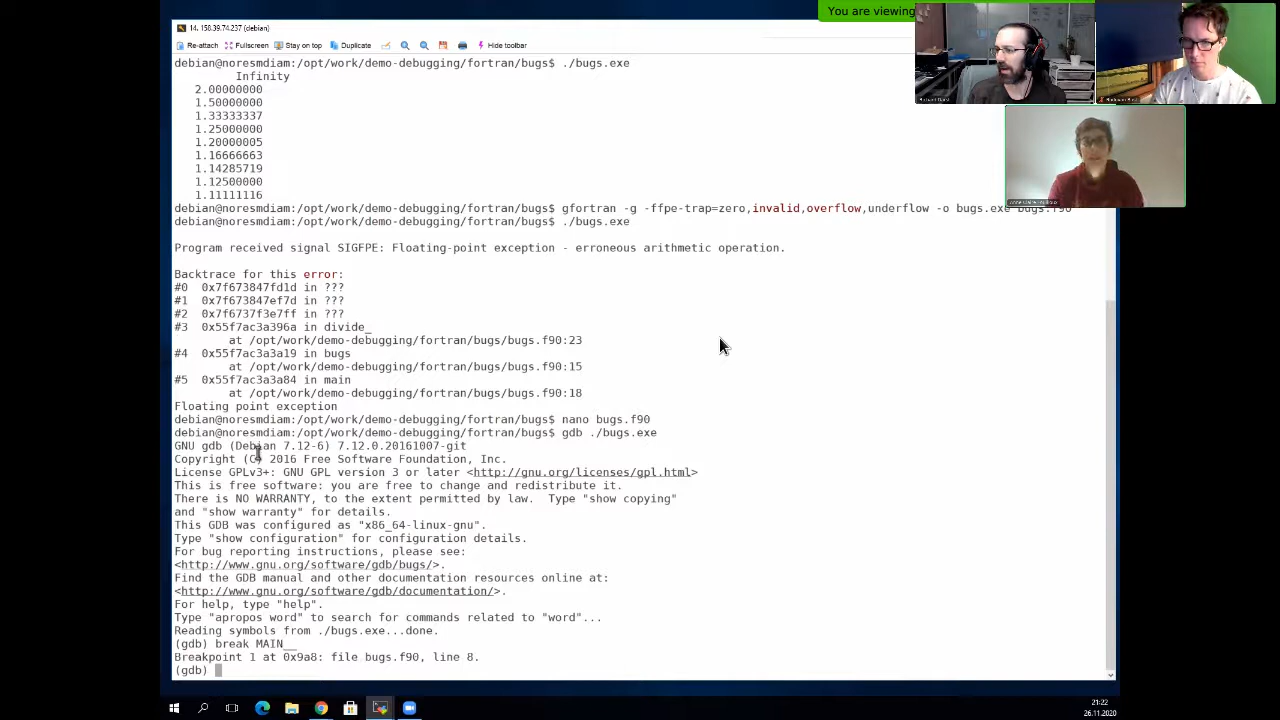 You are viewing
14. 158.39.74.237 (debian)
Re-attach Fullscreen Stay on top Duplicate Hide toolbar
debian@noresmdiam:/opt/work/demo-debugging/fortran/bugs$ ./bugs.exe
Infinity
2.00000000
1.50000000
1.33333337
1.25000000
1.20000005
1.16666663
1.14285719
1.12500000
1.11111116
debian@noresmdiam:/opt/work/demo-debugging/fortran/bugs$ gfortran -g -ffpe-trap=zero,invalid,overflow,underflow -o bugs.exe bugs.f90
debian@noresmdiam:/opt/work/demo-debugging/fortran/bugs$ ./bugs.exe
Program received signal SIGFPE: Floating-point exception - erroneous arithmetic operation.
Backtrace for this error:
#0 0x7f673847fd1d in ???
#1 0x7f673847ef7d in ???
#2 0x7f6737f3e7ff in ???
#3 0x55f7ac3a396a in divide_
at /opt/work/demo-debugging/fortran/bugs/bugs.f90:23
#4 0x55f7ac3a3a19 in bugs
at /opt/work/demo-debugging/fortran/bugs/bugs.f90:15
#5 0x55f7ac3a3a84 in main
at /opt/work/demo-debugging/fortran/bugs/bugs.f90:18
Floating point exception
debian@noresmdiam:/opt/work/demo-debugging/fortran/bugs$ nano bugs.f90
debian@noresmdiam:/opt/work/demo-debugging/fortran/bugs$ gdb ./bugs.exe
GNU gdb (Debian 7.12-6) 7.12.0.20161007-git
Copyright (C) 2016 Free Software Foundation, Inc.
License GPLv3+: GNU GPL version 3 or later <http://gnu.org/licenses/gpl.html>
This is free software: you are free to change and redistribute it.
There is NO WARRANTY, to the extent permitted by law. Type "show copying"
and "show warranty" for details.
This GDB was configured as "x86_64-linux-gnu".
Type "show configuration" for configuration details.
For bug reporting instructions, please see:
<http://www.gnu.org/software/gdb/bugs/>.
Find the GDB manual and other documentation resources online at:
<http://www.gnu.org/software/gdb/documentation/>.
For help, type "help".
Type "apropos word" to search for commands related to "word"...
Reading symbols from ./bugs.exe...done.
(gdb) break MAIN__
Breakpoint 1 at 0x9a8: file bugs.f90, line 8.
(gdb)
21:22
26.11.2020